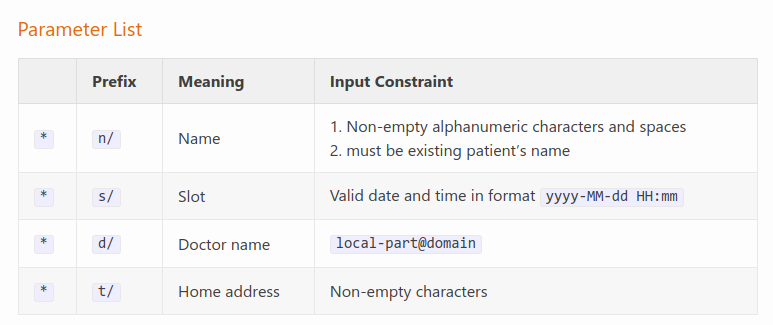 Parameter List
Prefix Meaning Input Constraint
* n/ Name 1. Non-empty alphanumeric characters and spaces
2. must be existing patient’s name
* s/ Slot Valid date and time in format yyyy-MM-dd HH:mm
* d/ Doctor name local-part@domain
* t/ Home address Non-empty characters